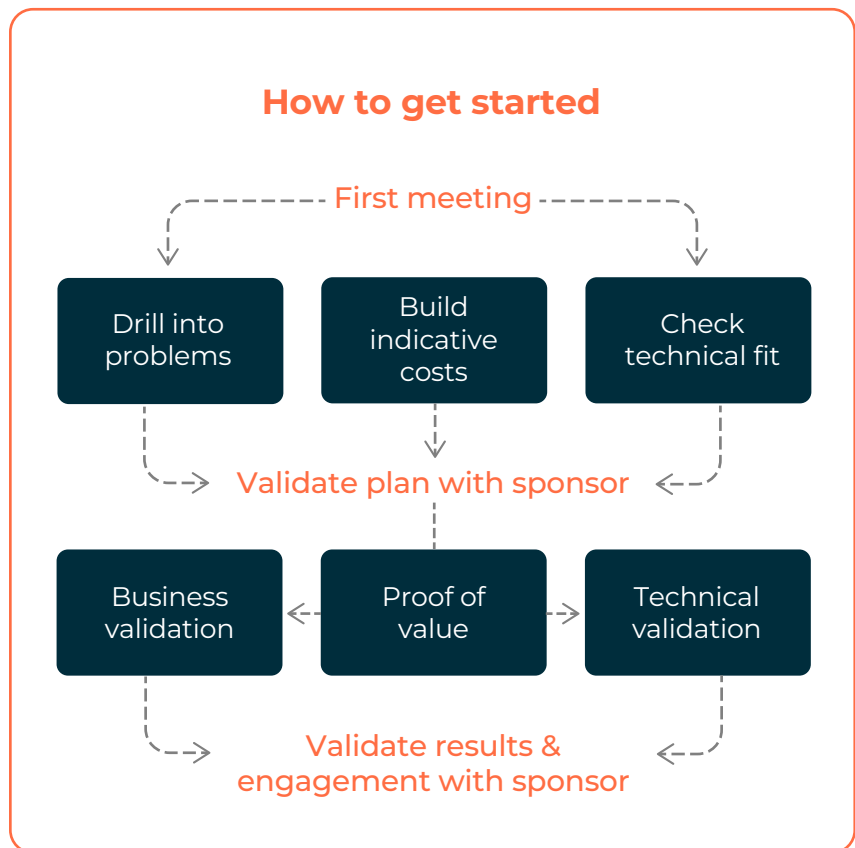 How to get started
First meeting
Drill into
problems
Build
indicative
costs
Check
technical fit
Validate plan with sponsor
Business
validation
Proof of
value
Technical
validation
Validate results &
engagement with sponsor